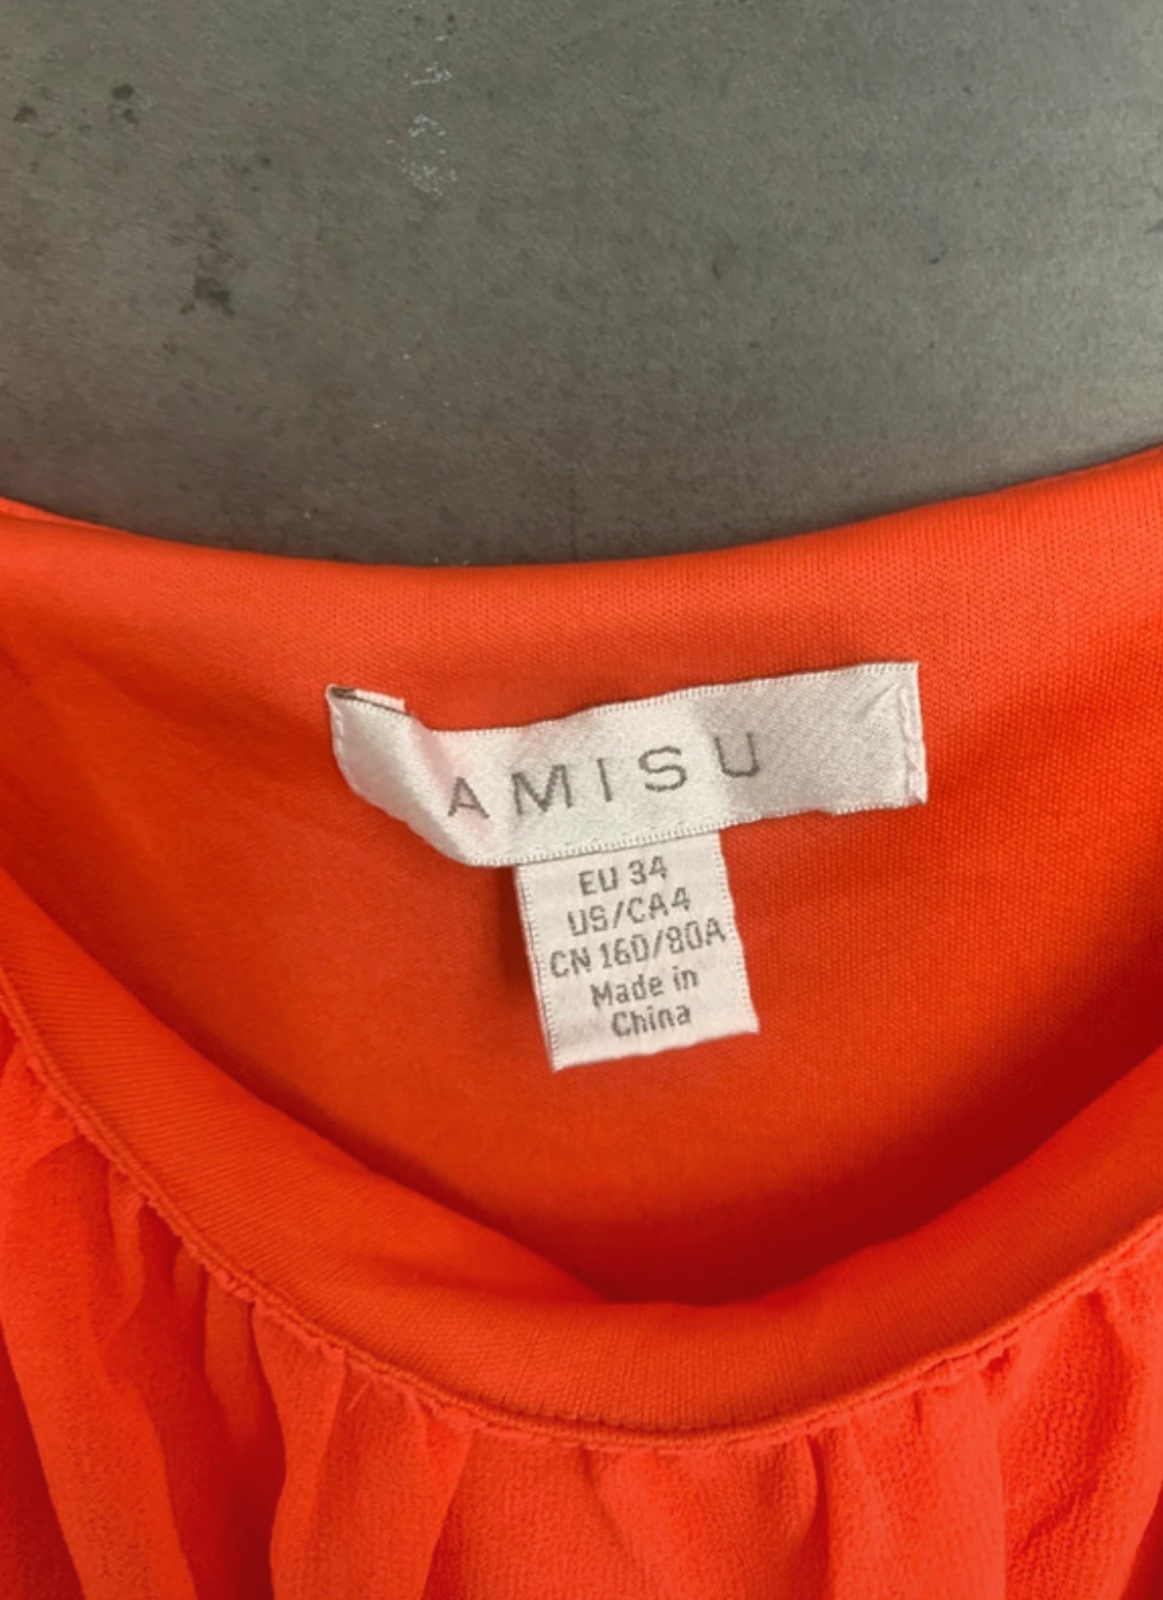 AMISU
EU 34
US/CA4
CN 160/80A
Made in
China